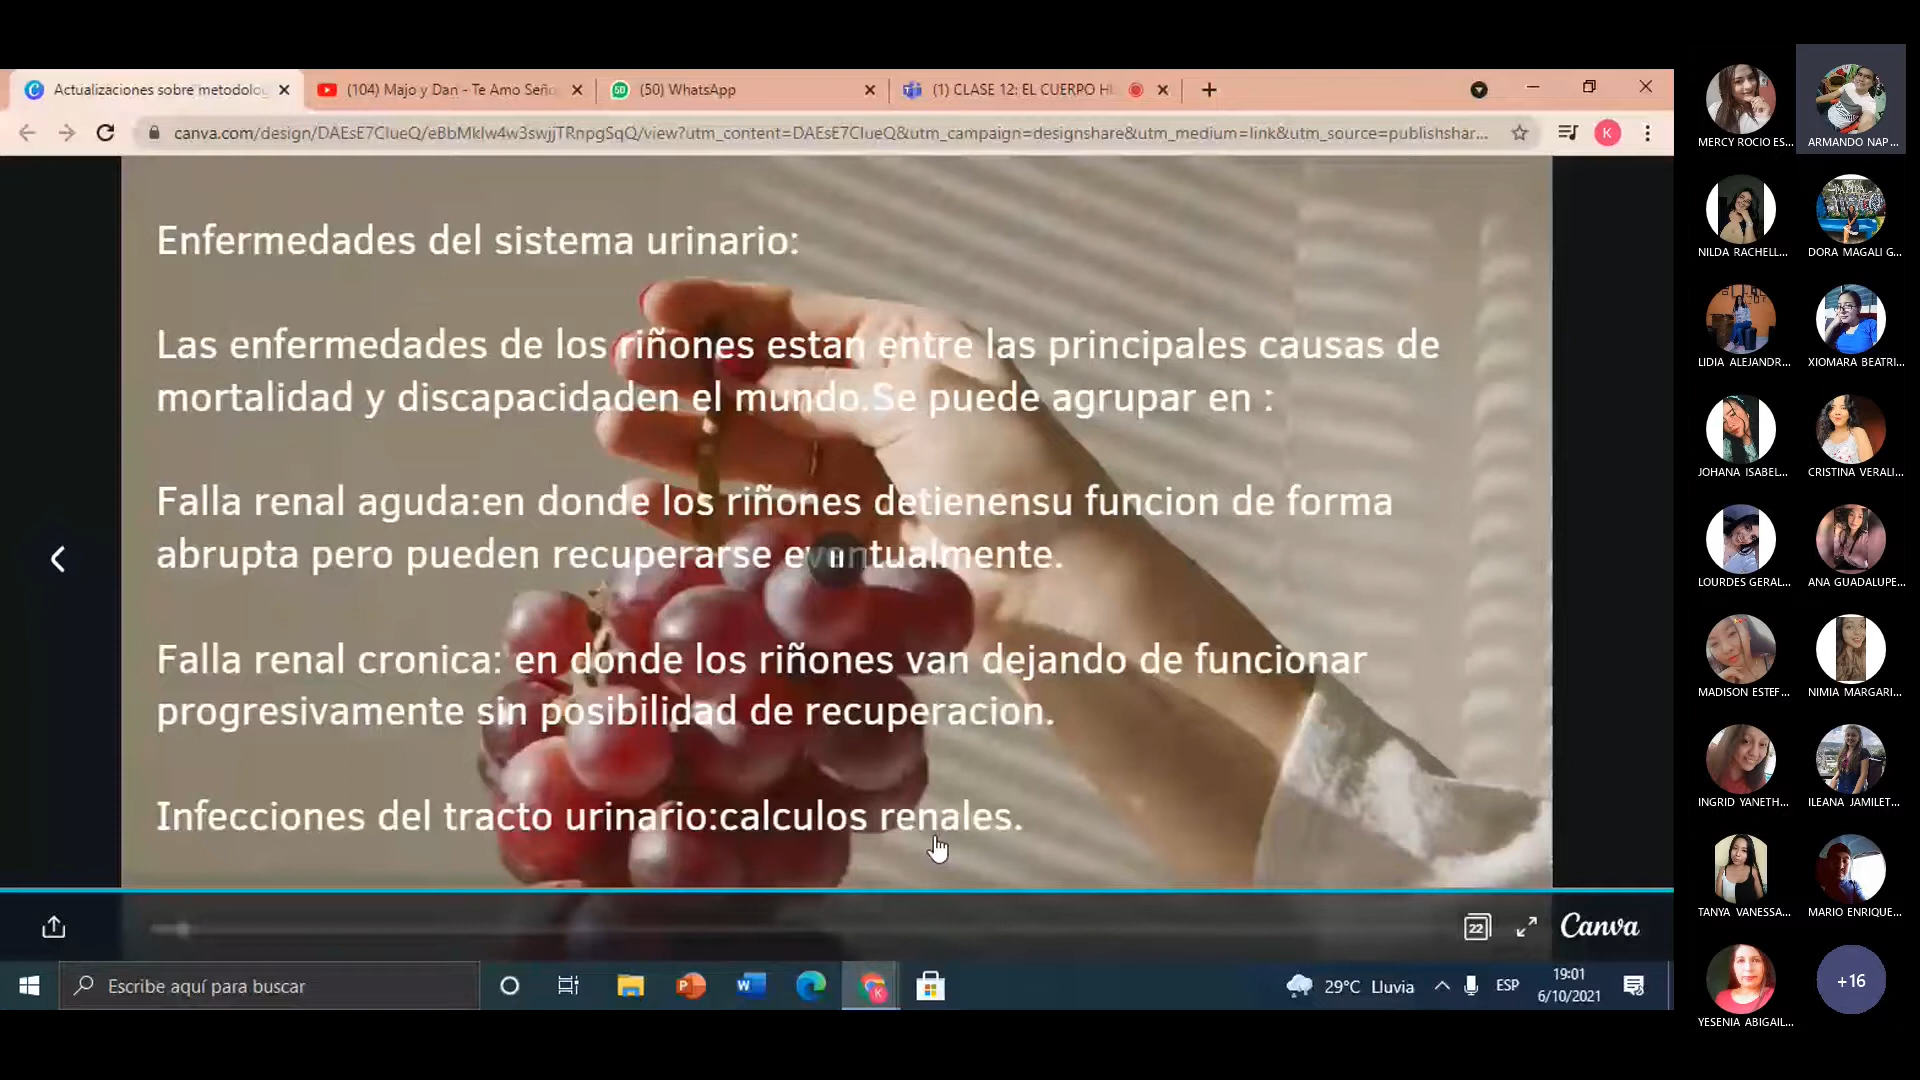 Actualizaciones sobre metodolog
(104) Majo y Dan - Te Amo Seño
(50) WhatsApp
(1) CLASE 12: EL CUERPO H
canva.com/design/DAEsE7ClueQ/eBbMklw4w3swjjTRnpgSqQ/view?utm_content=DAEsE7ClueQ&utm_campaign=designshare&utm_medium=link&utm_source=publishshar...
K
Enfermedades del sistema urinario:
Las enfermedades de los riñones estan entre las principales causas de
mortalidad y discapacidaden el mundo.Se puede agrupar en :
Falla renal aguda:en donde los riñones detienensu funcion de forma
abrupta pero pueden recuperarse eventualmente.
Falla renal cronica: en donde los riñones van dejando de funcionar
progresivamente sin posibilidad de recuperacion.
Infecciones del tracto urinario:calculos renales.
22
Canva
Escribe aquí para buscar
29°C Lluvia
ESP
19:01
6/10/2021
MERCY ROCIO ES...
ARMANDO NAP...
NILDA RACHELL...
DORA MAGALI G...
LIDIA ALEJANDR...
XIOMARA BEATRI...
JOHANA ISABEL...
CRISTINA VERALI...
LOURDES GERAL...
ANA GUADALUPE...
MADISON ESTEF...
NIMIA MARGARI...
INGRID YANETH...
ILEANA JAMILET...
TANYA VANESSA...
MARIO ENRIQUE...
YESENIA ABIGAIL...
+16